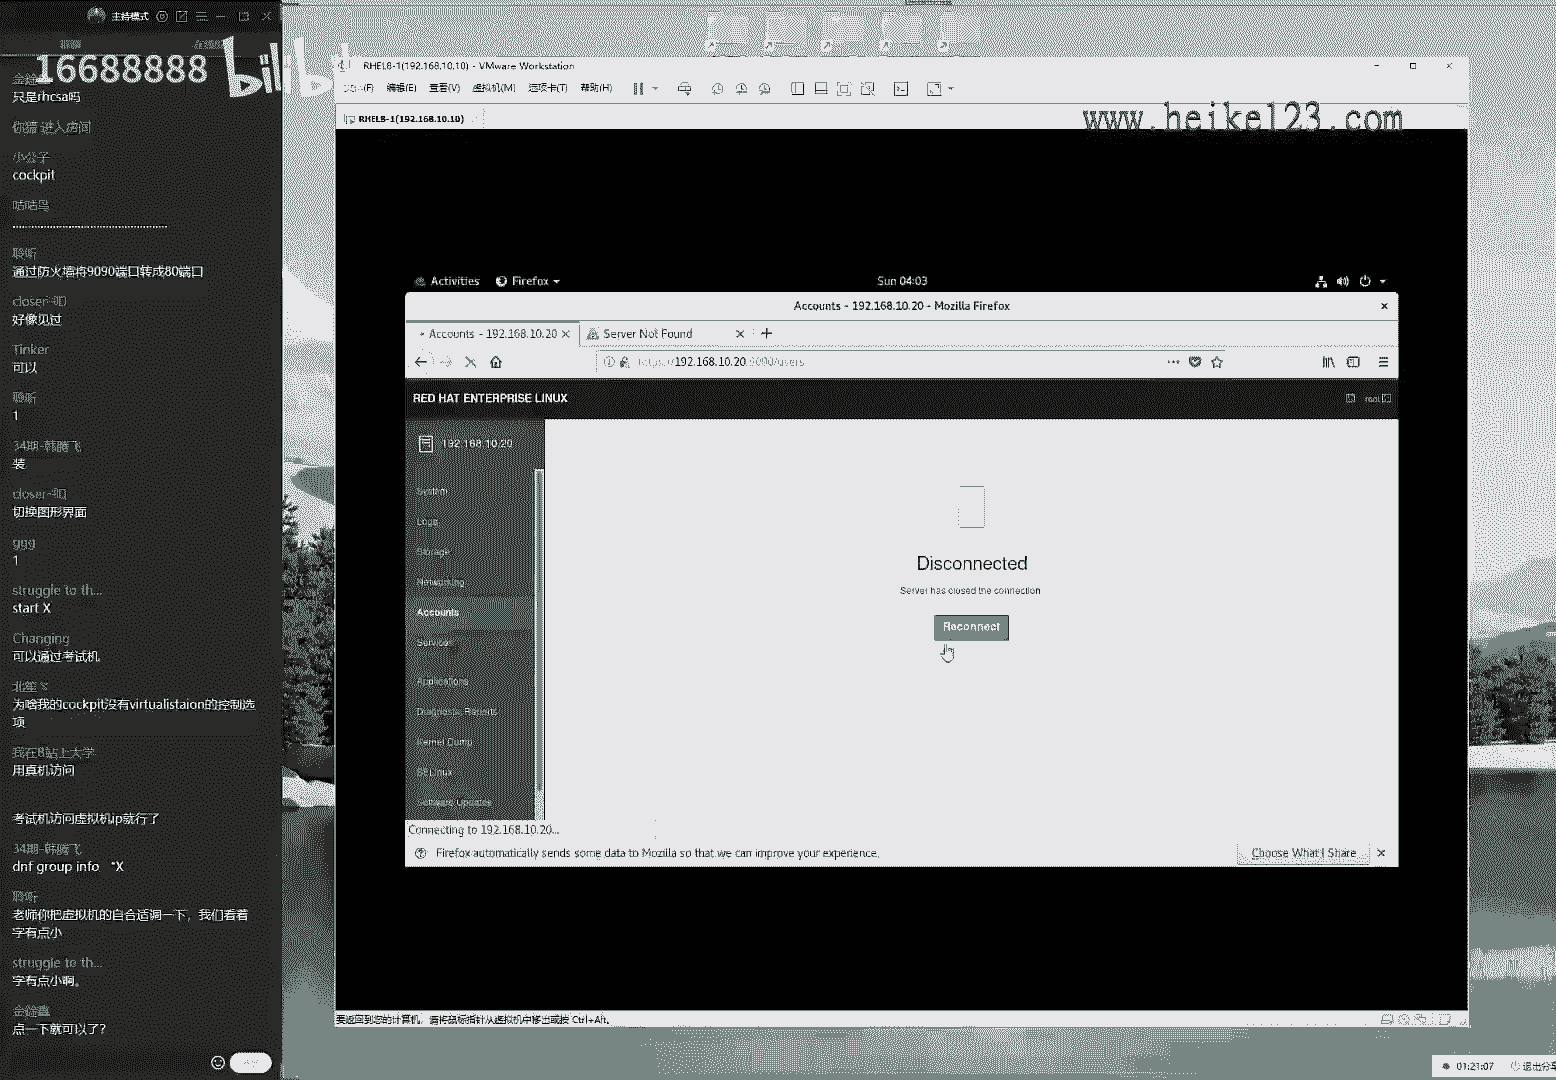 主持模式
16688888
只是rhcsa吗
进入房间
小公子
cockpit
咕咕鸟
聆听
通过防火墙将9090端口转成80端口
好像见过
Tinker
可以
聆听
1
34期-韩腾飞
装
切换图形界面
ggg
1
struggle to th...
start X
Changing
可以通过考试机
为啥我的cockpit没有virtualistaion的控制选
项
我在B站上大学
用真机访问
考试机访问虚拟机ip就行了
34期-韩腾飞
dnf group info "X
聆听
老师你把虚拟机的自合适调一下，我们看着
字有点小
struggle to th...
字有点小啊。
点一下就可以了?
RHEL8-1(192.168.10.10) - VMware Workstation
编辑(E) 查看(V) 虚拟机(M) 选项卡(T) 帮助(H)
RHEL8-1(192.168.10.10)
www.heike123.com
Activities
Firefox
Sun 04:03
Accounts - 192.168.10.20 - Mozilla Firefox
Accounts - 192.168.10.20
Server Not Found
https://192.168.10.20:9090/users
RED HAT ENTERPRISE LINUX
root
192.168.10.20
System
Logs
Storage
Networking
Accounts
Services
Applications
Diagnostic Reports
Kernel Dump
SELinux
Software Updates
Disconnected
Server has closed the connection
Reconnect
Connecting to 192.168.10.20...
Firefox automatically sends some data to Mozilla so that we can improve your experience.
Choose What I Share
要返回到您的计算机，请将鼠标指针从虚拟机中移出或按 Ctrl+Alt。
01:21:07
退出分享